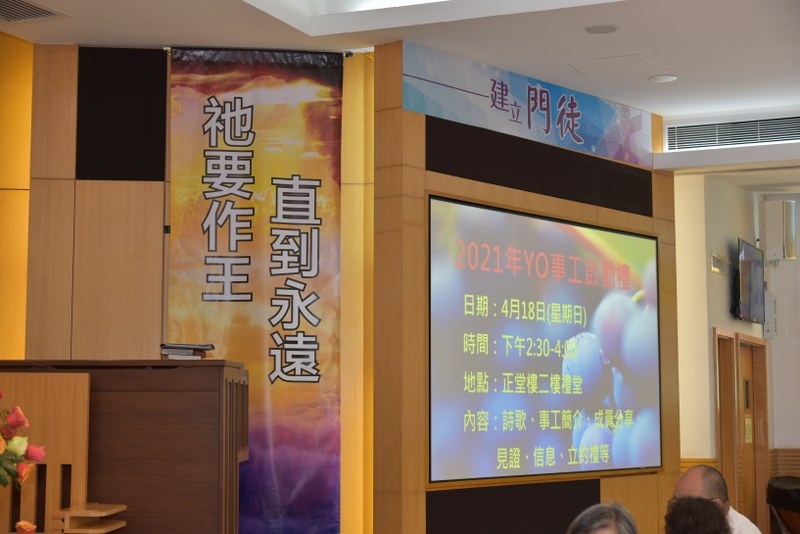 祂要作王
直到永遠
建立門徒
2021年YO事工啟動禮
日期：4月18日(星期日)
時間：下午2:30-4:00
地點：正堂樓二樓禮堂
內容：詩歌、事工簡介、成員分享、
見證、信息、立約禮等